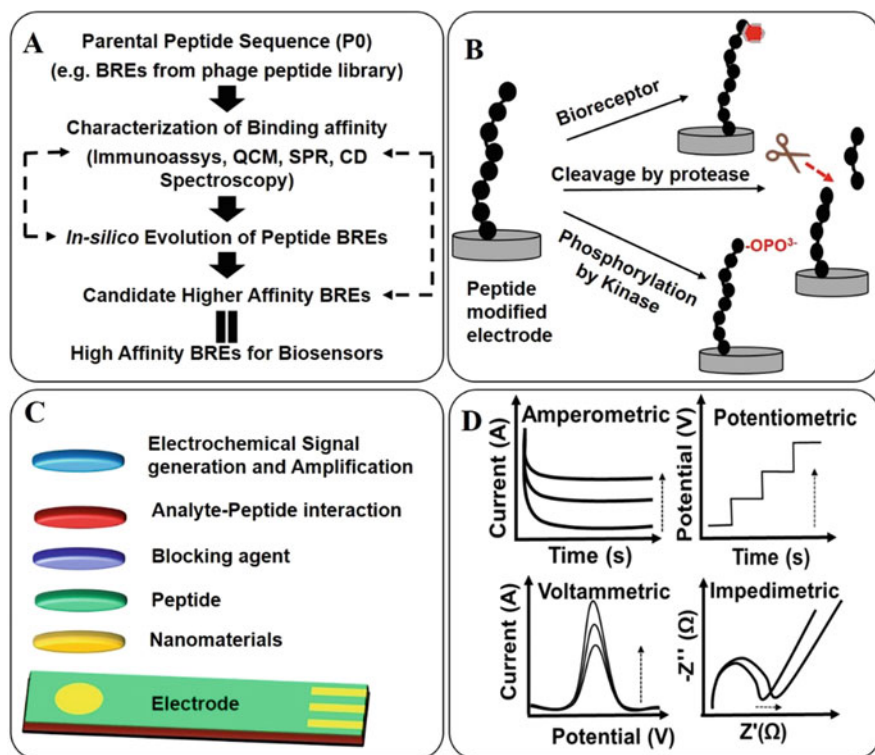 A
Parental Peptide Sequence (P0)
(e.g. BREs from phage peptide library)
Characterization of Binding affinity
(Immunoassys, QCM, SPR, CD
Spectroscopy)
In-silico Evolution of Peptide BREs
Candidate Higher Affinity BREs
High Affinity BREs for Biosensors
B
Bioreceptor
Cleavage by protease
Phosphorylation
by Kinase
-OPO³⁻
Peptide
modified
electrode
C
Electrochemical Signal
generation and Amplification
Analyte-Peptide interaction
Blocking agent
Peptide
Nanomaterials
Electrode
D
Amperometric
Current (A)
Time (s)
Potentiometric
Potential (V)
Time (s)
Voltammetric
Current (A)
Potential (V)
Impedimetric
-Z'' (Ω)
Z'(Ω)